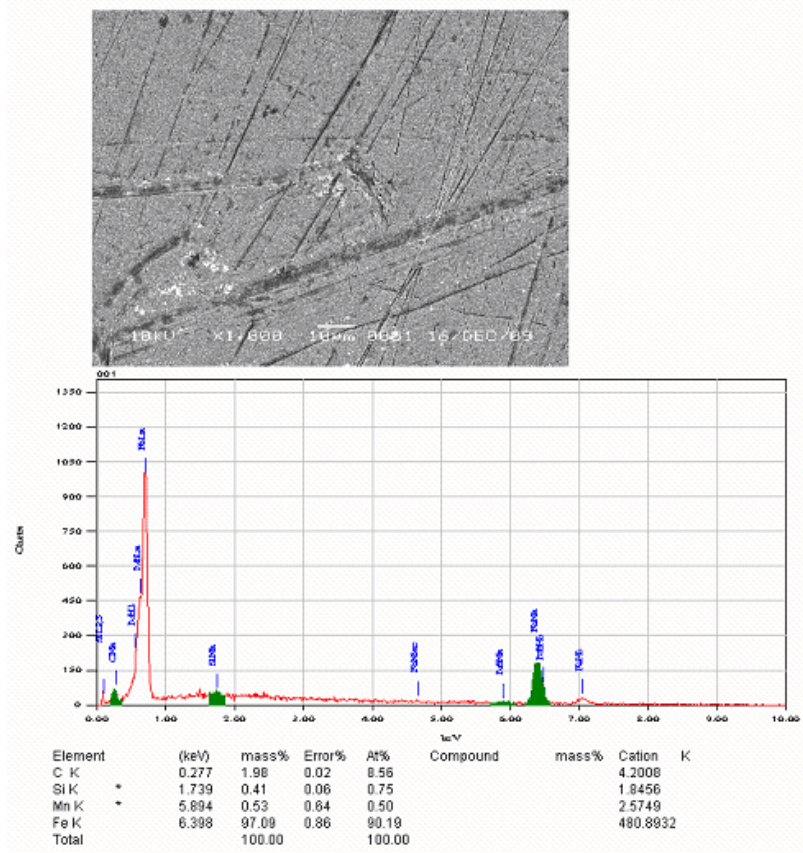 10kV X1,000 10µm 0001 16/DEC/09
001
1350
1200
1050
900
750
600
450
300
150
0
Counts
FeLa
CKa
SiKa
FeKesc
MnKa
FeKa
FeKb
0.00 1.00 2.00 3.00 4.00 5.00 6.00 7.00 8.00 9.00 10.00
keV
Element (keV) mass% Error% At% Compound mass% Cation K
C K 0.277 1.98 0.02 8.56 4.2008
Si K * 1.739 0.41 0.06 0.75 1.8456
Mn K * 5.894 0.53 0.64 0.50 2.5749
Fe K 6.398 97.09 0.86 90.19 480.8932
Total 100.00 100.00